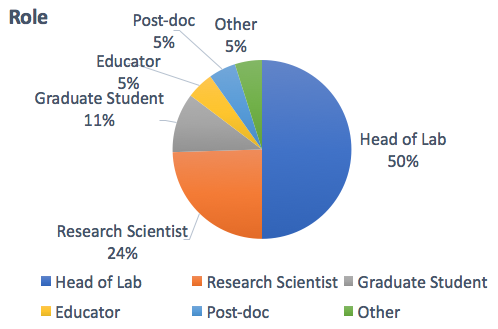 Role
Post-doc
5%
Other
5%
Educator
5%
Graduate Student
11%
Head of Lab
50%
Research Scientist
24%
Head of Lab
Research Scientist
Graduate Student
Educator
Post-doc
Other